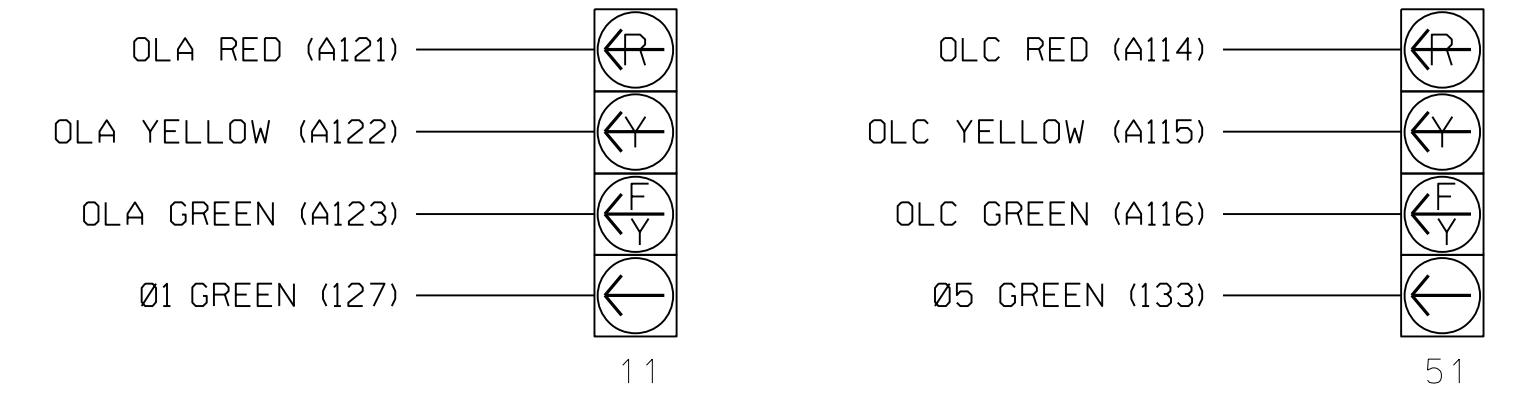 OLA RED (A121)
R
OLA YELLOW (A122)
Y
OLA GREEN (A123)
F
Y
Ø1 GREEN (127)
11
OLC RED (A114)
R
OLC YELLOW (A115)
Y
OLC GREEN (A116)
F
Y
Ø5 GREEN (133)
51